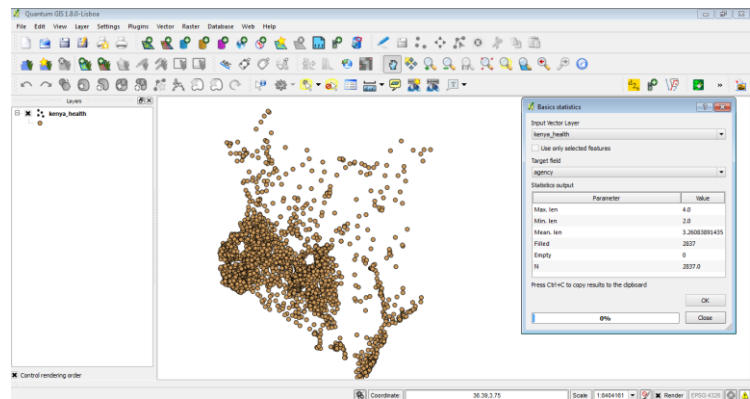 Quantum GIS 1.8.0-Lisboa
File Edit View Layer Settings Plugins Vector Raster Database Web Help
Layers
kenya_health
Control rendering order
Basics statistics
Input Vector Layer
kenya_health
Use only selected features
Target field
agency
Statistics output
Parameter Value
Max. len 4.0
Min. len 2.0
Mean. len 3.26083891435
Filled 2837
Empty 0
N 2837.0
Press Ctrl+C to copy results to the clipboard
OK
0% Close
Coordinate: 36.38,3.75 Scale 1:8404161 Render EPSG:4326